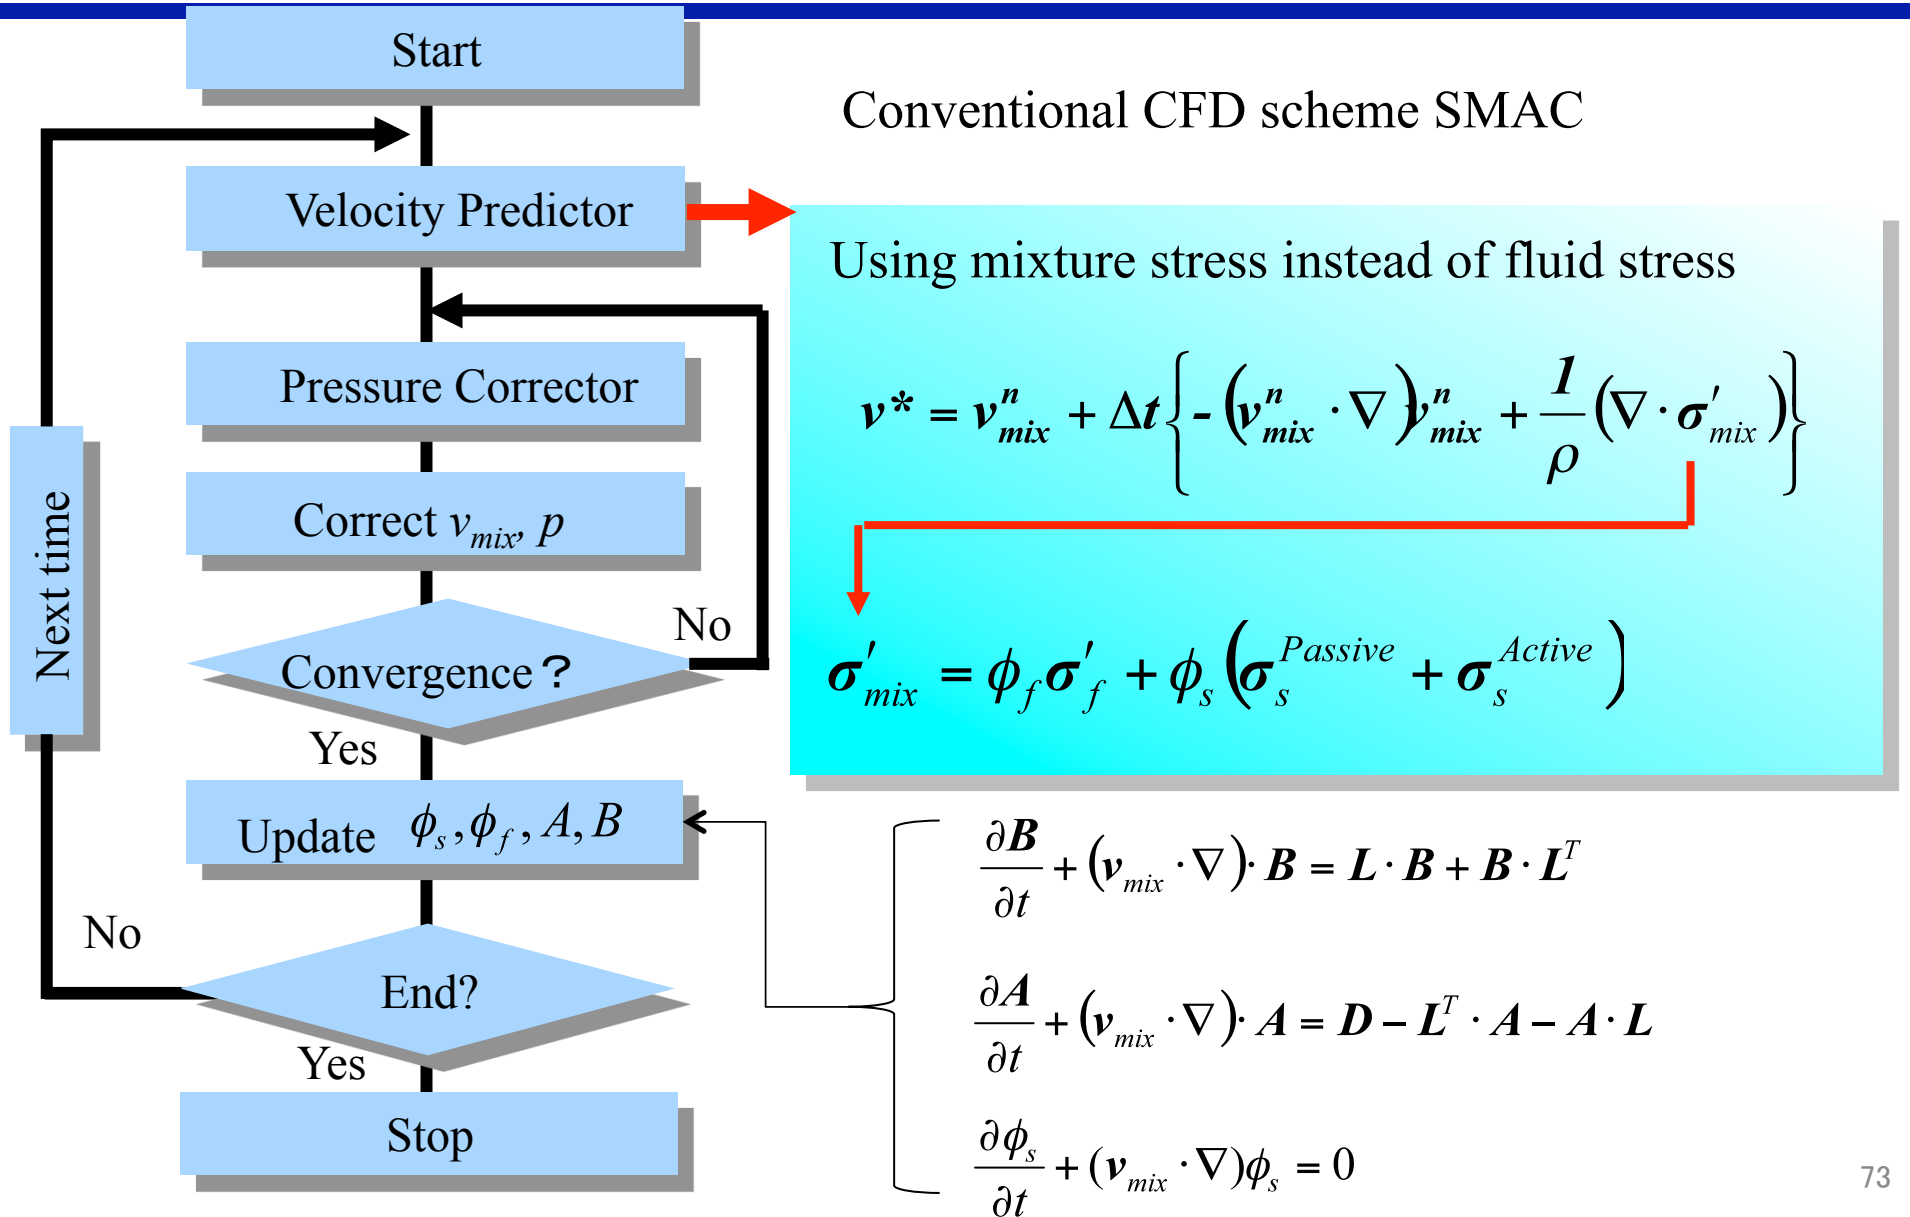 Start
Conventional CFD scheme SMAC
Velocity Predictor
Using mixture stress instead of fluid stress
v* = v^n_mix + Δt{ - (v^n_mix · ∇)v^n_mix + 1/ρ (∇ · σ′_mix) }
σ′_mix = ϕ_f σ′_f + ϕ_s (σ_s^Passive + σ_s^Active)
Pressure Corrector
Correct v_mix, p
Convergence？
No
Yes
Next time
Update ϕ_s, ϕ_f, A, B
∂B/∂t + (v_mix · ∇) · B = L · B + B · L^T
∂A/∂t + (v_mix · ∇) · A = D − L^T · A − A · L
∂ϕ_s/∂t + (v_mix · ∇)ϕ_s = 0
No
End?
Yes
Stop
73